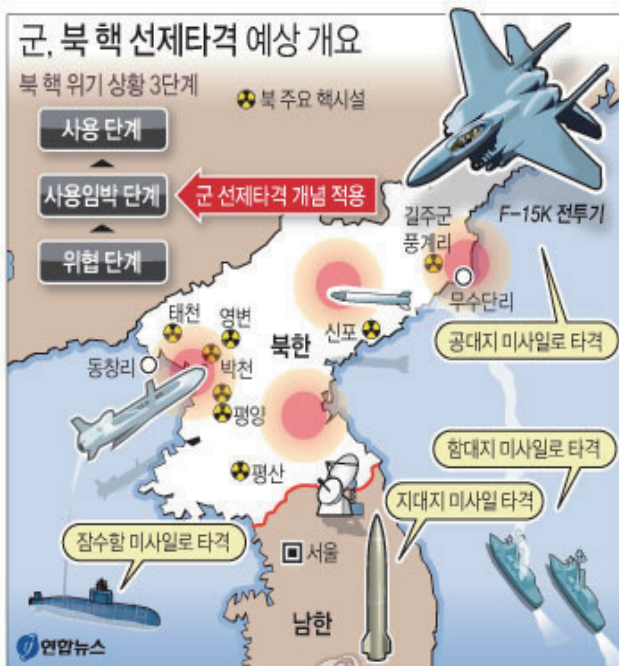 군, 북 핵 선제타격 예상 개요
북 핵 위기 상황 3단계
북 주요 핵시설
사용 단계
사용임박 단계
군 선제타격 개념 적용
위협 단계
F-15K 전투기
길주군
풍계리
무수단리
공대지 미사일로 타격
태천
영변
북한
신포
동창리
박천
평양
함대지 미사일로 타격
평산
지대지 미사일 타격
잠수함 미사일로 타격
서울
남한
연합뉴스